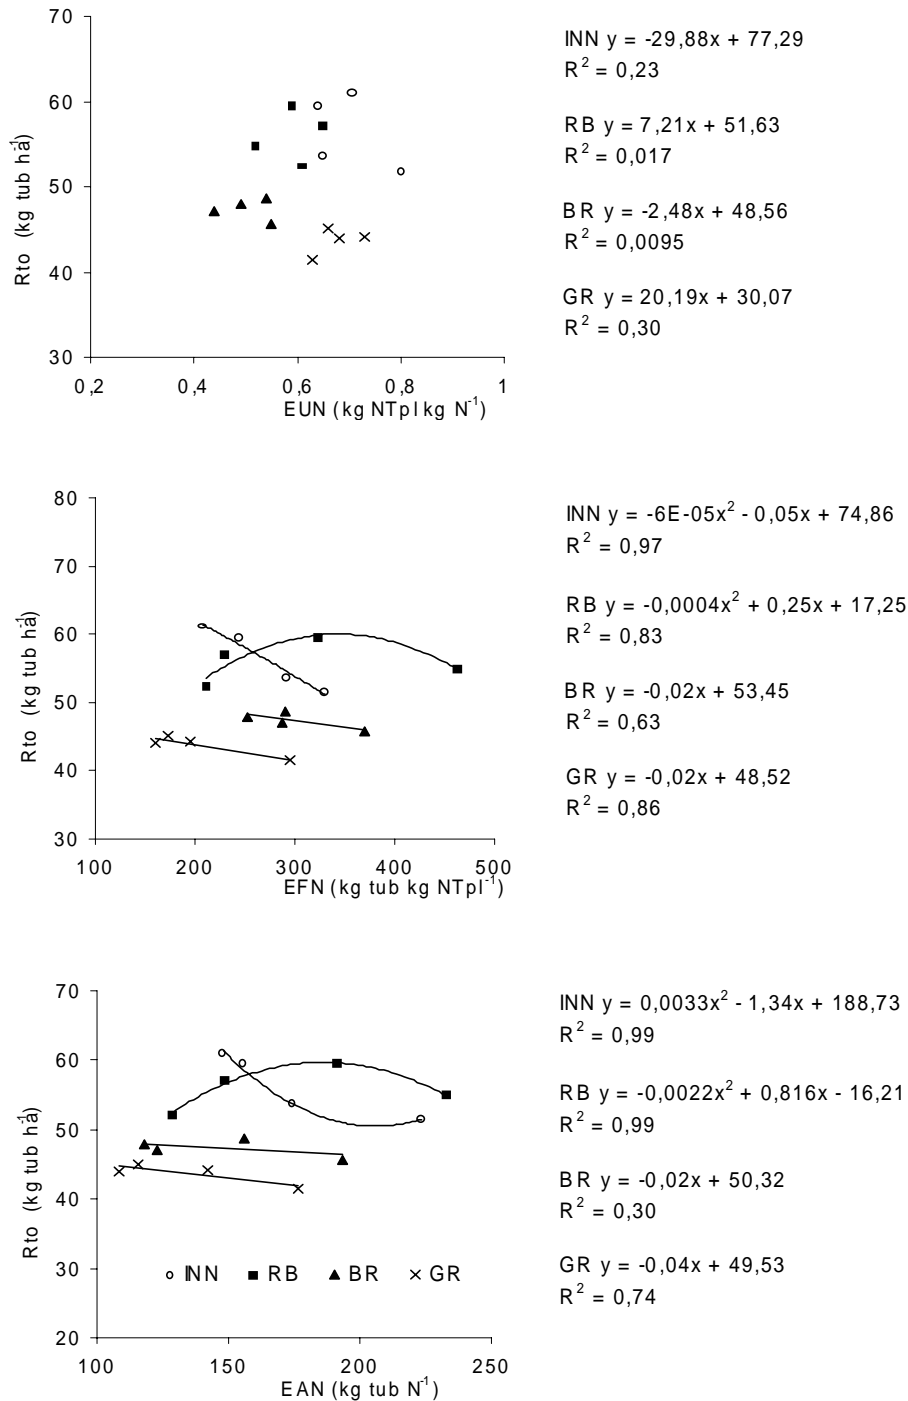 70
60
50
40
30
Rto (kg tub ha-1)
0,2 0,4 0,6 0,8 1
EUN (kg NTpl kg N-1)
INN y = -29,88x + 77,29
R2 = 0,23
RB y = 7,21x + 51,63
R2 = 0,017
BR y = -2,48x + 48,56
R2 = 0,0095
GR y = 20,19x + 30,07
R2 = 0,30
80
70
60
50
40
30
Rto (kg tub ha-1)
100 200 300 400 500
EFN (kg tub kg NTpl-1)
INN y = -6E-05x2 - 0,05x + 74,86
R2 = 0,97
RB y = -0,0004x2 + 0,25x + 17,25
R2 = 0,83
BR y = -0,02x + 53,45
R2 = 0,63
GR y = -0,02x + 48,52
R2 = 0,86
70
60
50
40
30
20
Rto (kg tub ha-1)
INN RB BR GR
100 150 200 250
EAN (kg tub N-1)
INN y = 0,0033x2 - 1,34x + 188,73
R2 = 0,99
RB y = -0,0022x2 + 0,816x - 16,21
R2 = 0,99
BR y = -0,02x + 50,32
R2 = 0,30
GR y = -0,04x + 49,53
R2 = 0,74